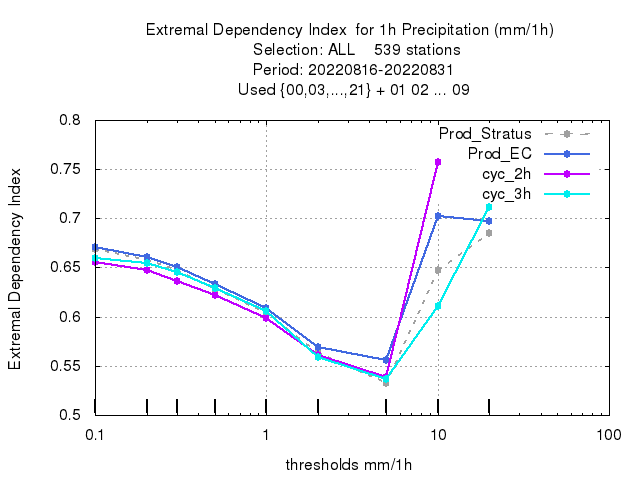 Extremal Dependency Index  for 1h Precipitation (mm/1h)
Selection: ALL    539 stations
Period: 20220816-20220831
Used {00,03,...,21} + 01 02 ... 09
0.8
0.75
0.7
0.65
0.6
0.55
0.5
Extremal Dependency Index
Prod_Stratus
Prod_EC
cyc_2h
cyc_3h
0.1 1 10 100
thresholds mm/1h